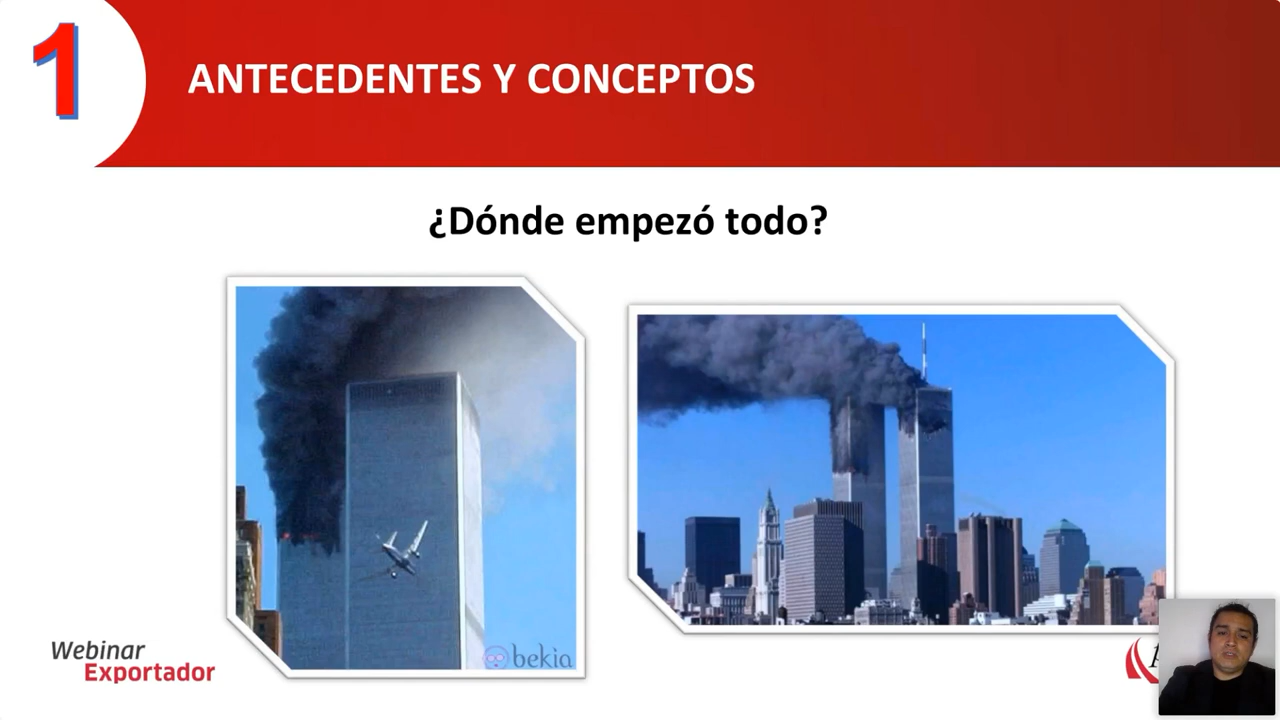 1
ANTECEDENTES Y CONCEPTOS
¿Dónde empezó todo?
bekia
Webinar
Exportador